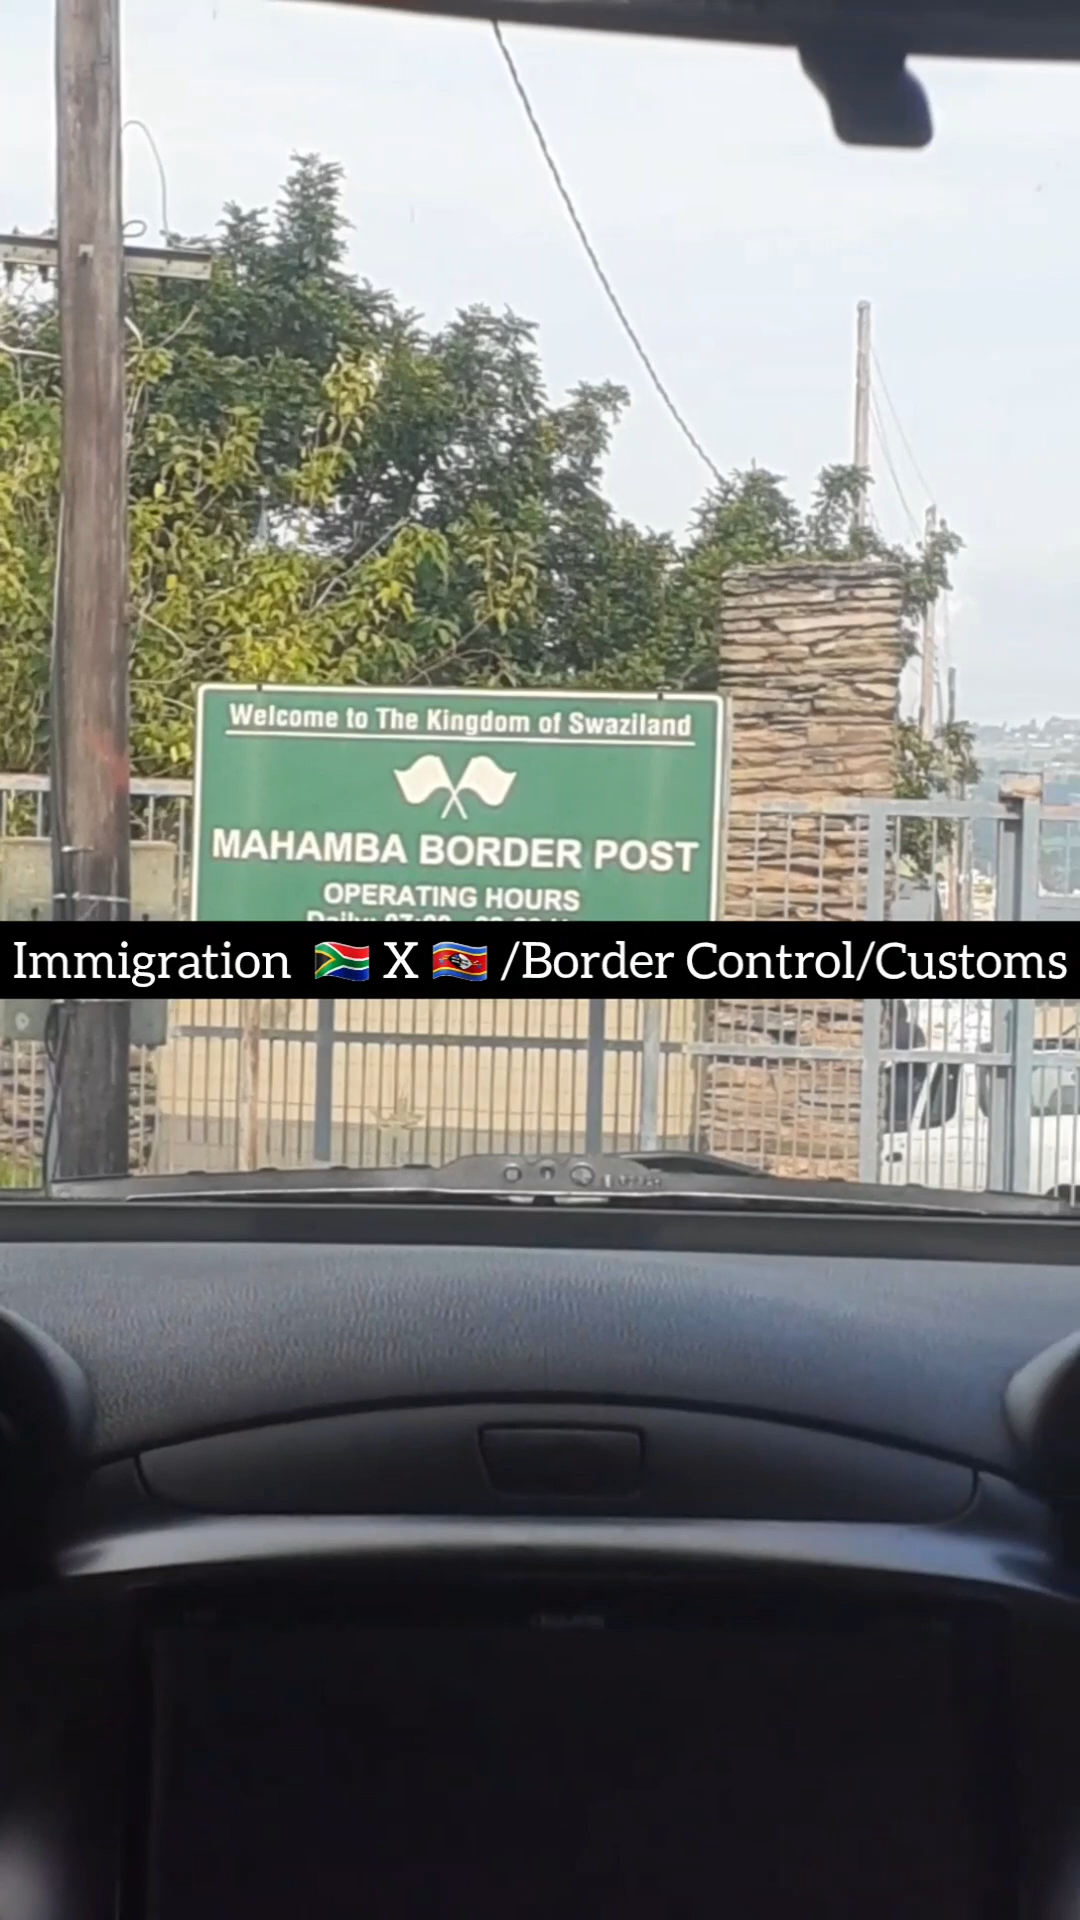 Welcome to The Kingdom of Swaziland
MAHAMBA BORDER POST
OPERATING HOURS
Immigration 🇿🇦 X 🇸🇿 /Border Control/Customs